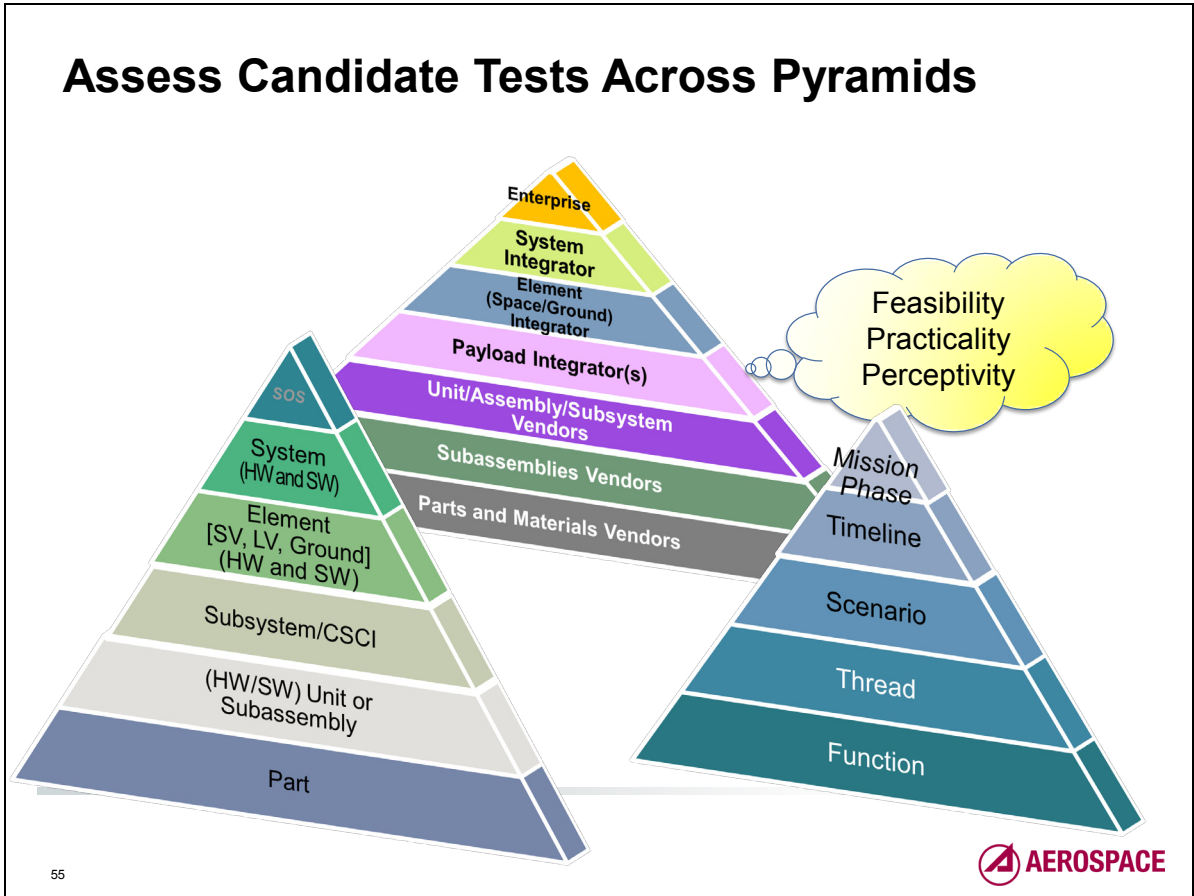 Assess Candidate Tests Across Pyramids
Enterprise
System
Integrator
Element
(Space/Ground)
Integrator
Payload Integrator(s)
Unit/Assembly/Subsystem
Vendors
Subassemblies Vendors
Parts and Materials Vendors
Feasibility
Practicality
Perceptivity
SOS
System
(HW and SW)
Element
[SV, LV, Ground]
(HW and SW)
Subsystem/CSCI
(HW/SW) Unit or
Subassembly
Part
Mission
Phase
Timeline
Scenario
Thread
Function
55
AEROSPACE